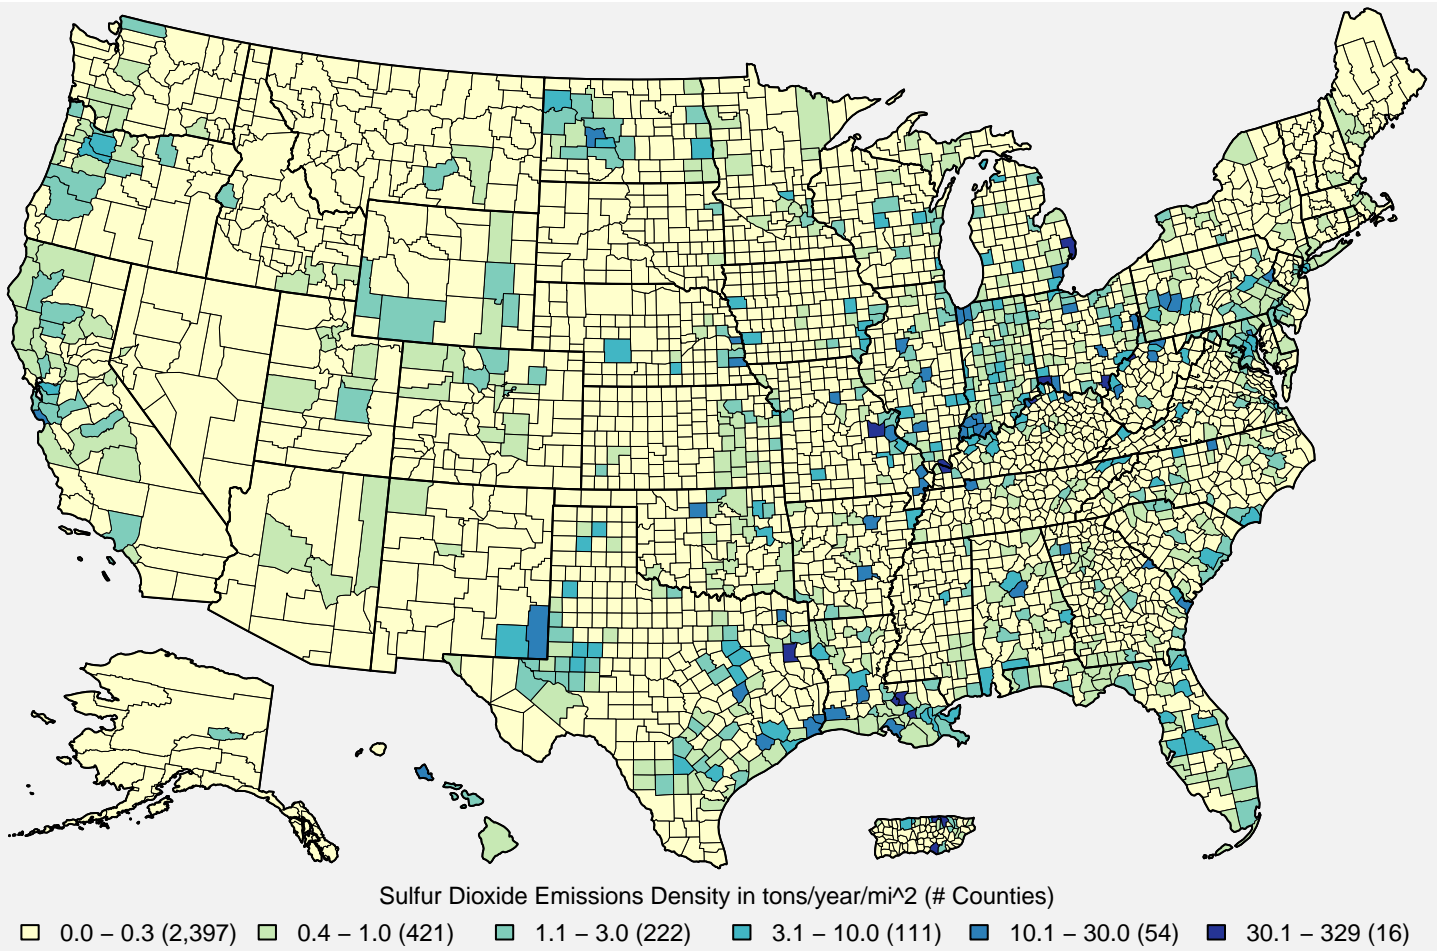 Sulfur Dioxide Emissions Density in tons/year/mi^2 (# Counties)
0.0 − 0.3 (2,397) 0.4 − 1.0 (421) 1.1 − 3.0 (222) 3.1 − 10.0 (111) 10.1 − 30.0 (54) 30.1 − 329 (16)